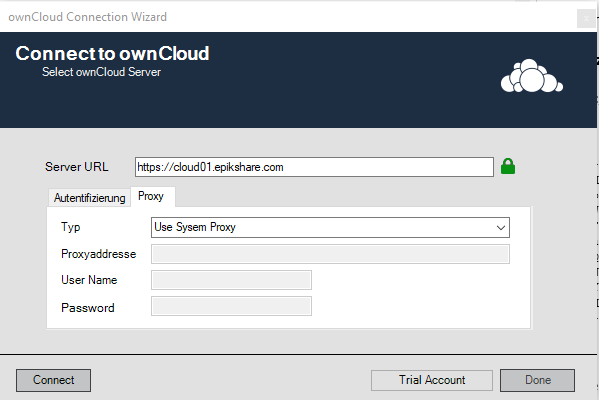 ownCloud Connection Wizard
x
Connect to ownCloud
Select ownCloud Server
Server URL https://cloud01.epikshare.com
Autentifizierung Proxy
Typ Use Sysem Proxy
Proxyaddresse
User Name
Password
Connect Trial Account Done